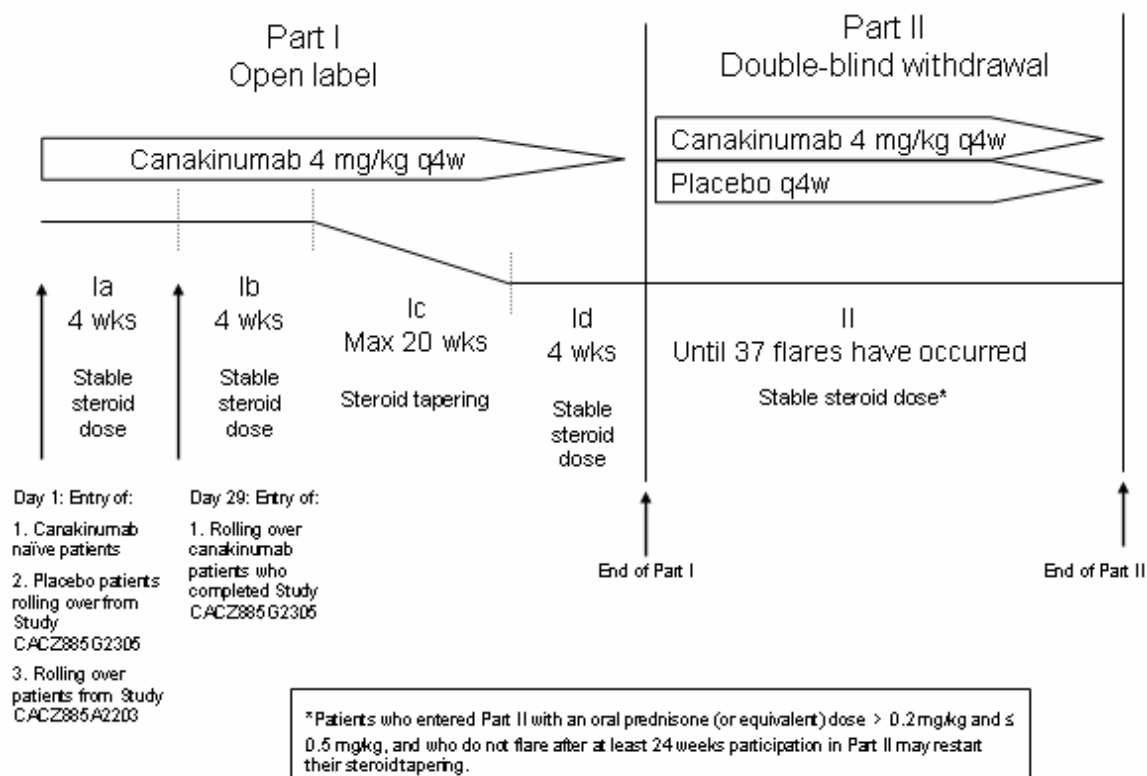 Part I
Open label
Part II
Double-blind withdrawal
Canakinumab 4 mg/kg q4w
Canakinumab 4 mg/kg q4w
Placebo q4w
Ia
4 wks
Stable
steroid
dose
Ib
4 wks
Stable
steroid
dose
Ic
Max 20 wks
Steroid tapering
Id
4 wks
Stable
steroid
dose
II
Until 37 flares have occurred
Stable steroid dose*
Day 1: Entry of:
1. Canakinumab
naïve patients
2. Placebo patients
rolling over from
Study
CACZ885G2305
3. Rolling over
patients from Study
CACZ885A2203
Day 29: Entry of:
1. Rolling over
canakinumab
patients who
completed Study
CACZ885G2305
End of Part I
End of Part II
*Patients who entered Part II with an oral prednisone (or equivalent) dose > 0.2 mg/kg and ≤
0.5 mg/kg, and who do not flare after at least 24 weeks participation in Part II may restart
their steroid tapering.